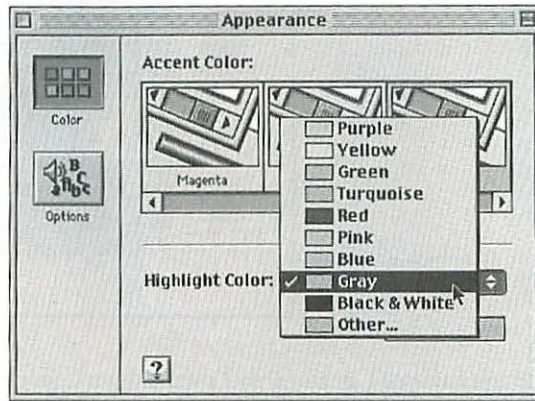 Appearance
Color
Options
A B B C
b c
Accent Color:
Magenta
Purple
Yellow
Green
Turquoise
Red
Pink
Blue
Highlight Color:
✓ Gray
Black & White
Other...
?